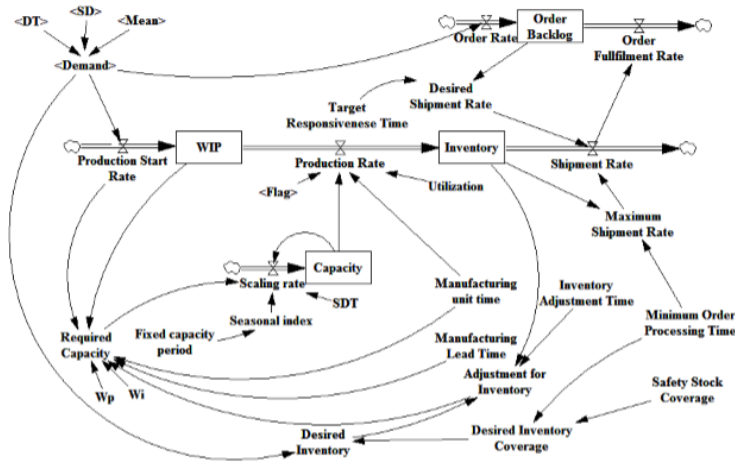 <SD>
<DT>
<Mean>
<Demand>
Order Rate
Order
Backlog
Order
Fullfilment Rate
Desired
Shipment Rate
Target
Responsivenese Time
Production Start
Rate
WIP
Production Rate
Inventory
Shipment Rate
<Flag>
Utilization
Maximum
Shipment Rate
Capacity
Scaling rate
SDT
Seasonal index
Fixed capacity
period
Manufacturing
unit time
Inventory
Adjustment Time
Minimum Order
Processing Time
Required
Capacity
Manufacturing
Lead Time
Adjustment for
Inventory
Safety Stock
Coverage
Wp
Wi
Desired
Inventory
Desired Inventory
Coverage